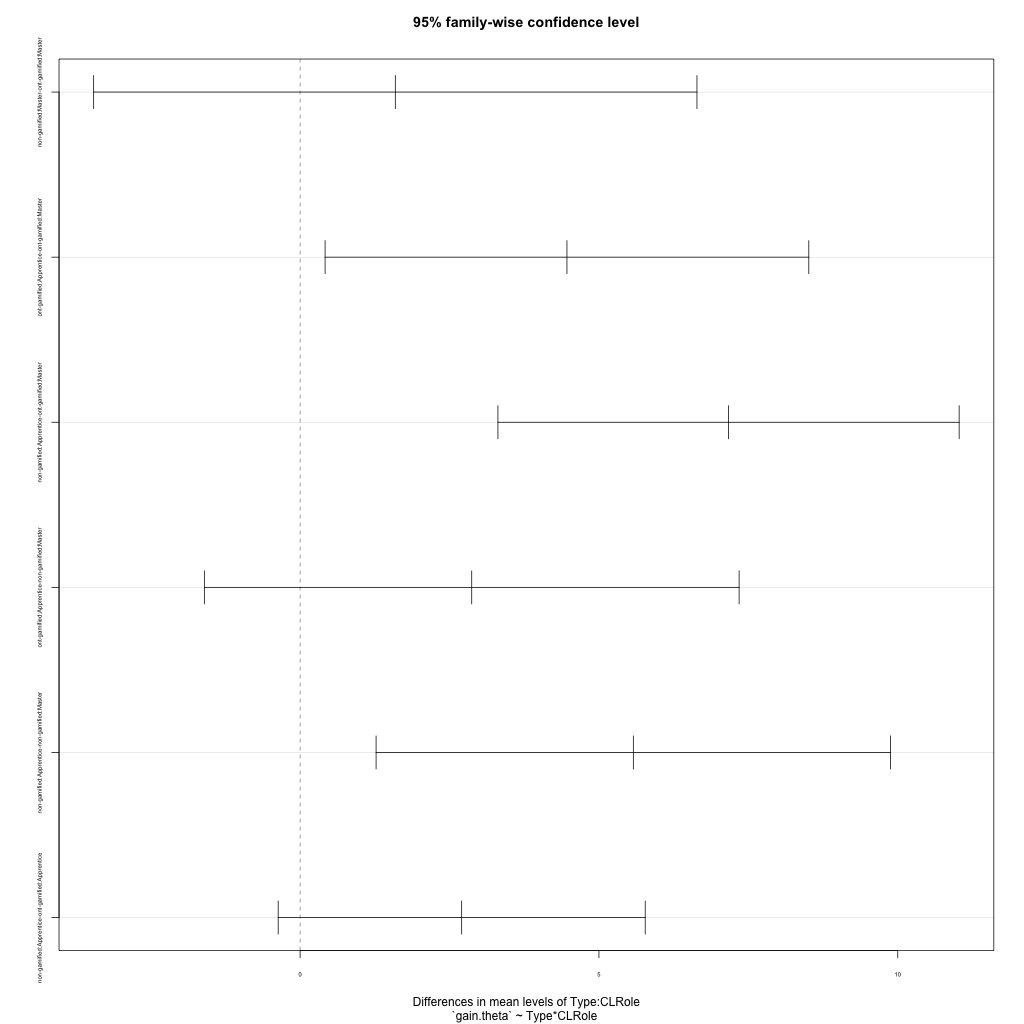 95% family-wise confidence level
non-gamified:Master-ont-gamified:Master
ont-gamified:Apprentice-ont-gamified:Master
non-gamified:Apprentice-ont-gamified:Master
ont-gamified:Apprentice-non-gamified:Master
non-gamified:Apprentice-non-gamified:Master
non-gamified:Apprentice-ont-gamified:Apprentice
0 5 10
Differences in mean levels of Type:CLRole
`gain.theta` ~ Type*CLRole